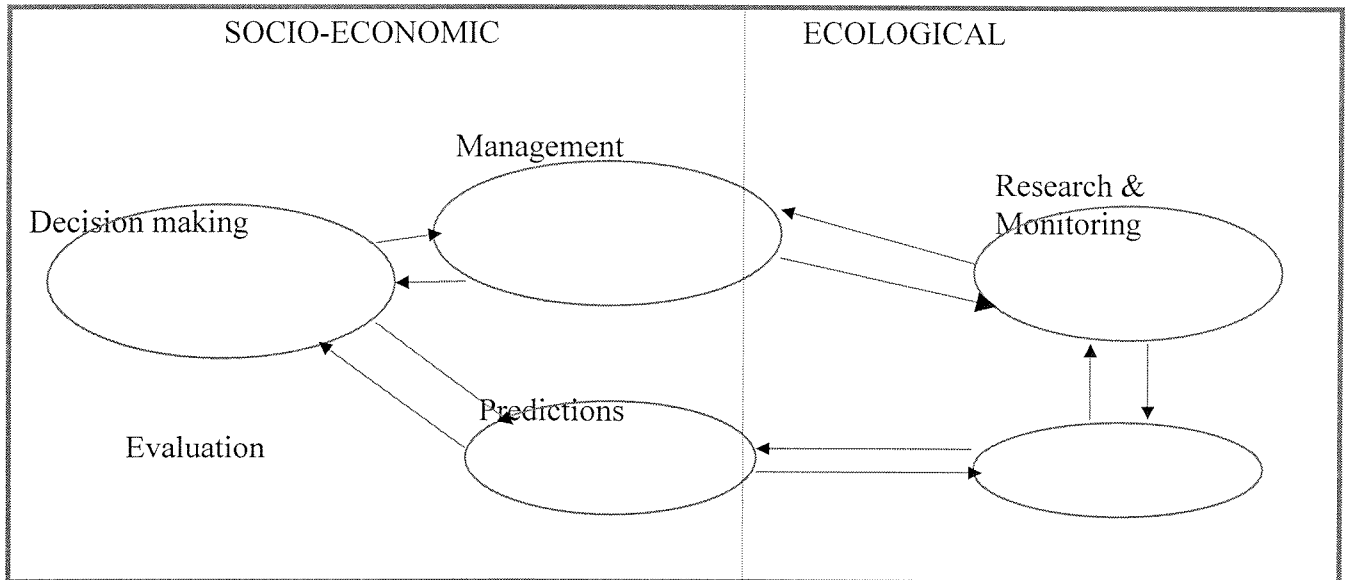 SOCIO-ECONOMIC
ECOLOGICAL
Management
Research &
Monitoring
Decision making
Predictions
Evaluation